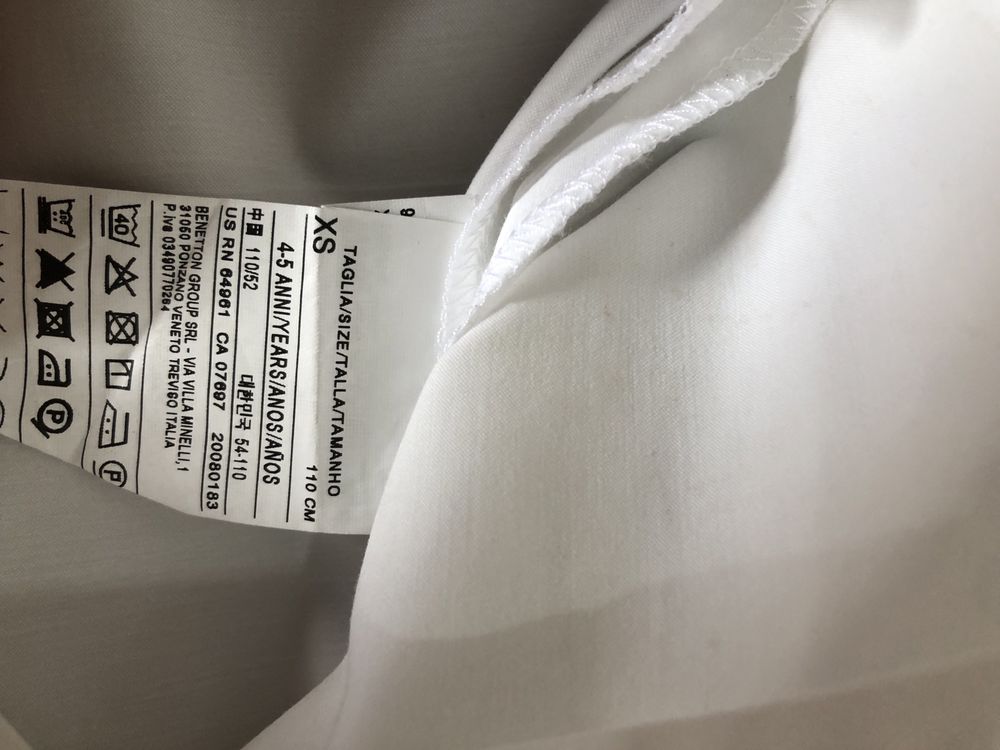 TAGLIA/SIZE/TALLA/TAMANHO
XS 110 CM
4-5 ANNI/YEARS/ANOS/AÑOS
中国 110/52 대한민국 54-110
US RN 64961 CA 07697 20080183
BENETTON GROUP SRL - VIA VILLA MINELLI,1
31050 PONZANO VENETO TREVISO ITALIA
P.iva 03490770264
40
P
P